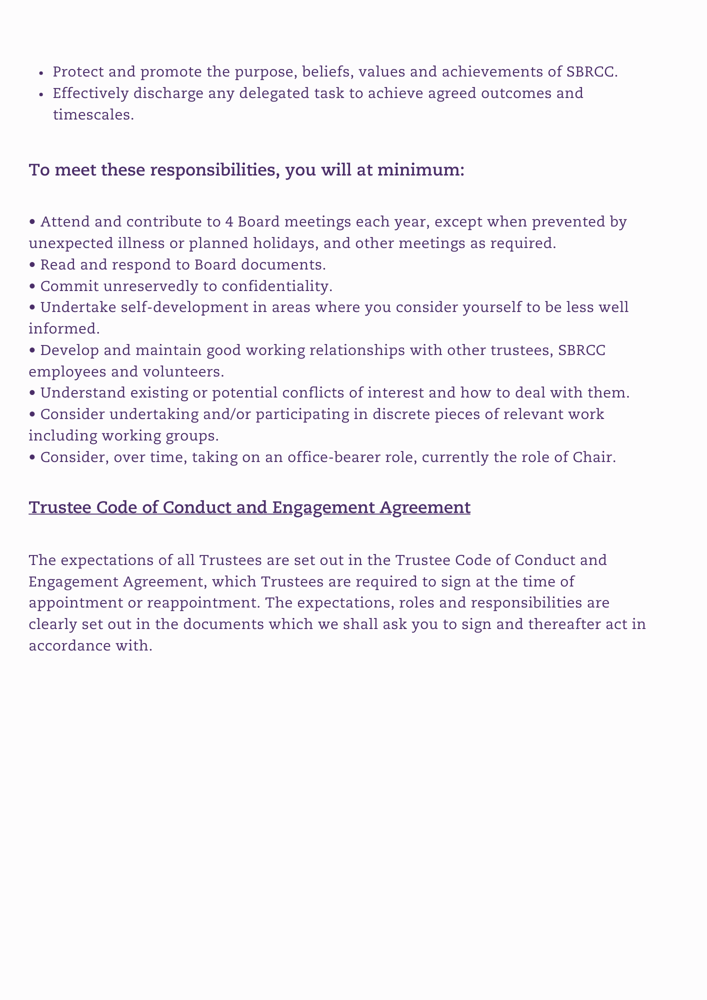 • Protect and promote the purpose, beliefs, values and achievements of SBRCC.
• Effectively discharge any delegated task to achieve agreed outcomes and
timescales.
To meet these responsibilities, you will at minimum:
• Attend and contribute to 4 Board meetings each year, except when prevented by
unexpected illness or planned holidays, and other meetings as required.
• Read and respond to Board documents.
• Commit unreservedly to confidentiality.
• Undertake self-development in areas where you consider yourself to be less well
informed.
• Develop and maintain good working relationships with other trustees, SBRCC
employees and volunteers.
• Understand existing or potential conflicts of interest and how to deal with them.
• Consider undertaking and/or participating in discrete pieces of relevant work
including working groups.
• Consider, over time, taking on an office-bearer role, currently the role of Chair.
Trustee Code of Conduct and Engagement Agreement
The expectations of all Trustees are set out in the Trustee Code of Conduct and
Engagement Agreement, which Trustees are required to sign at the time of
appointment or reappointment. The expectations, roles and responsibilities are
clearly set out in the documents which we shall ask you to sign and thereafter act in
accordance with.